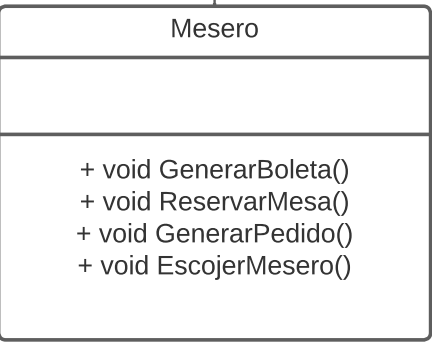 Mesero
+ void GenerarBoleta()
+ void ReservarMesa()
+ void GenerarPedido()
+ void EscojerMesero()